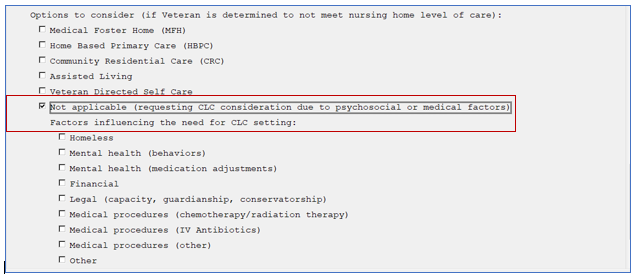 Options to consider (if Veteran is determined to not meet nursing home level of care):
Medical Foster Home (MFH)
Home Based Primary Care (HBPC)
Community Residential Care (CRC)
Assisted Living
Veteran Directed Self Care
Not applicable (requesting CLC consideration due to psychosocial or medical factors)
Factors influencing the need for CLC setting:
Homeless
Mental health (behaviors)
Mental health (medication adjustments)
Financial
Legal (capacity, guardianship, conservatorship)
Medical procedures (chemotherapy/radiation therapy)
Medical procedures (IV Antibiotics)
Medical procedures (other)
Other